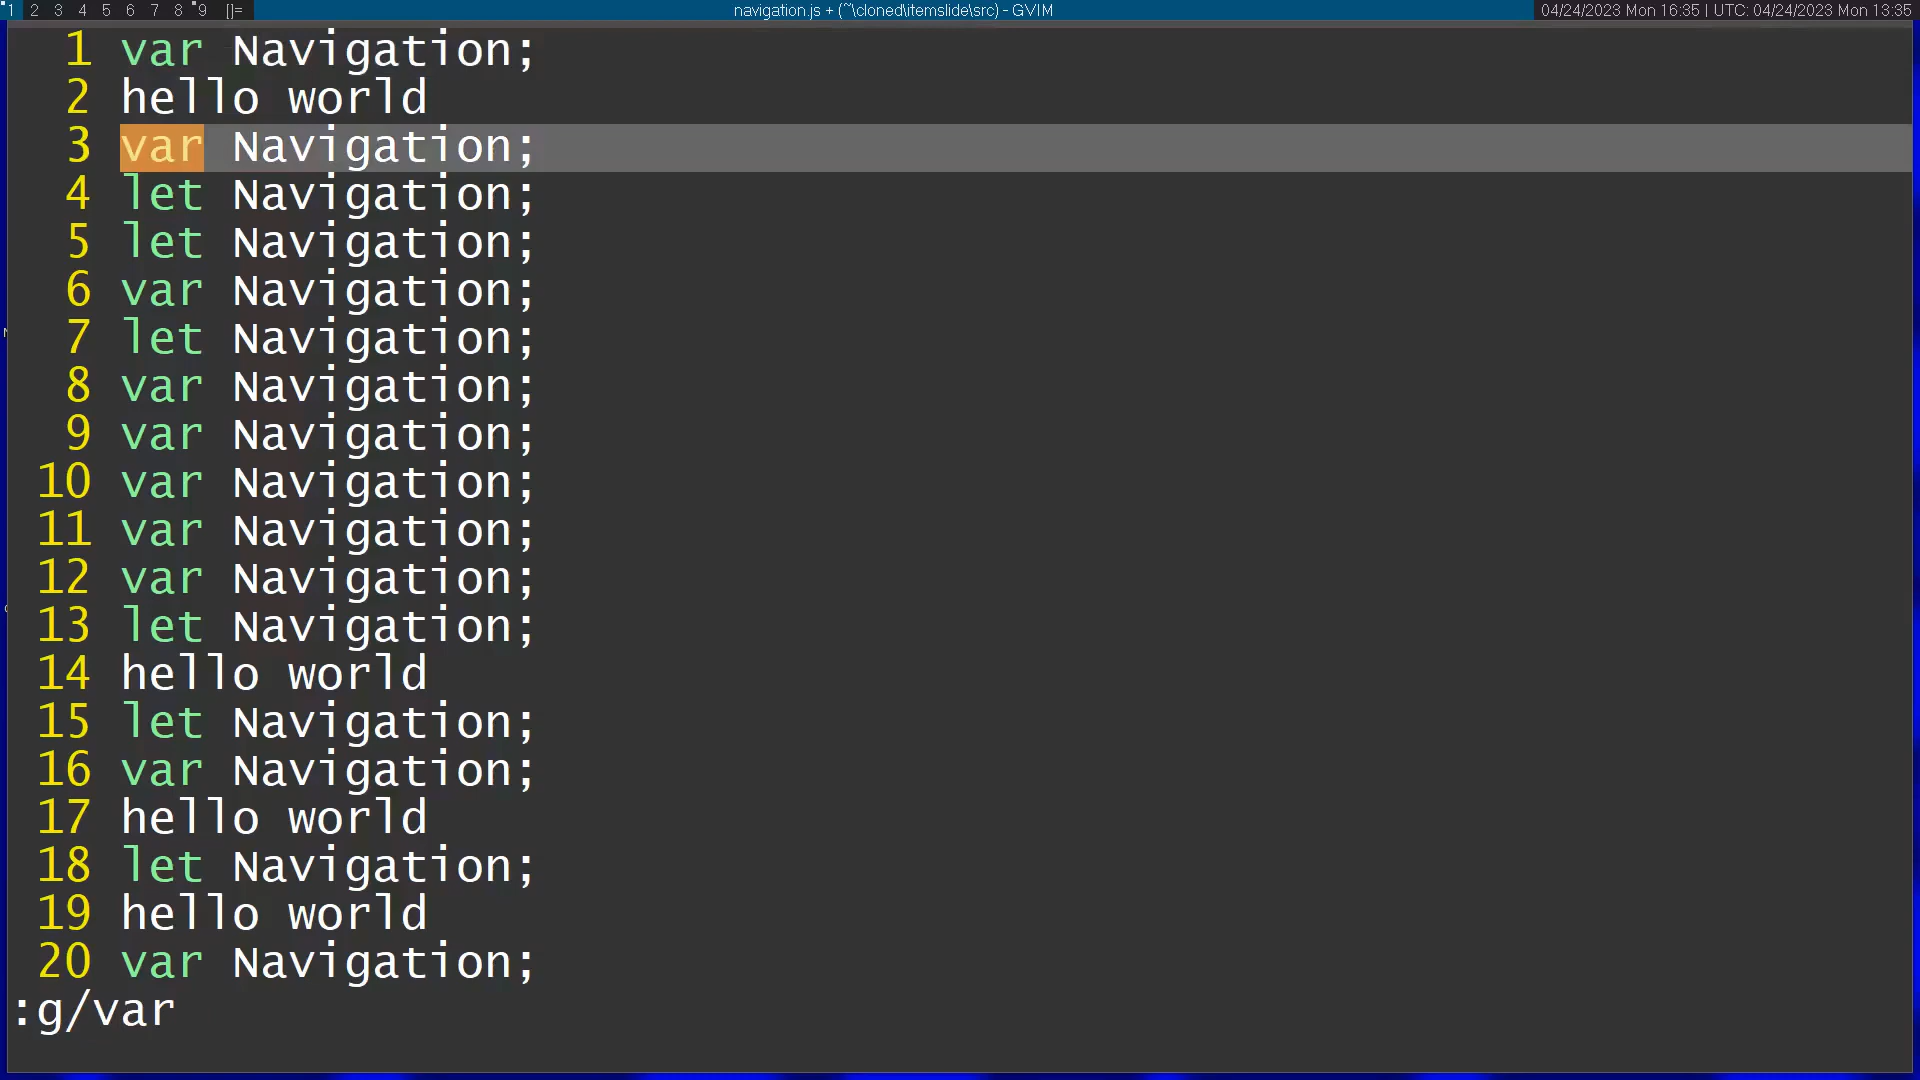 1 2 3 4 5 6 7 8 9 []= navigation.js + (~\cloned\itemslide\src) - GVIM 04/24/2023 Mon 16:35 | UTC: 04/24/2023 Mon 13:35
1 var Navigation;
2 hello world
3 var Navigation;
4 let Navigation;
5 let Navigation;
6 var Navigation;
7 let Navigation;
8 var Navigation;
9 var Navigation;
10 var Navigation;
11 var Navigation;
12 var Navigation;
13 let Navigation;
14 hello world
15 let Navigation;
16 var Navigation;
17 hello world
18 let Navigation;
19 hello world
20 var Navigation;
:g/var